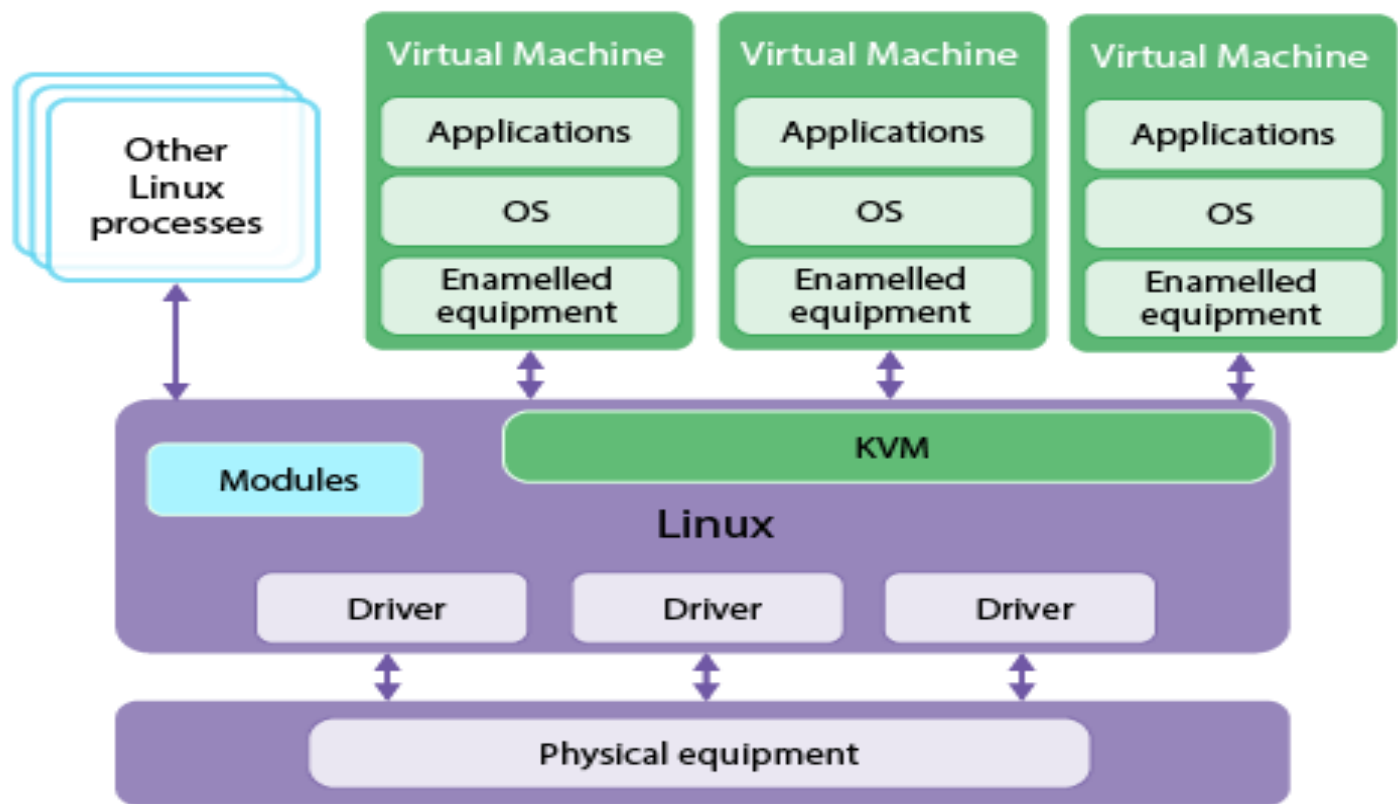 Other
Linux
processes
Virtual Machine
Applications
OS
Enamelled
equipment
Virtual Machine
Applications
OS
Enamelled
equipment
Virtual Machine
Applications
OS
Enamelled
equipment
Modules
KVM
Linux
Driver
Driver
Driver
Physical equipment